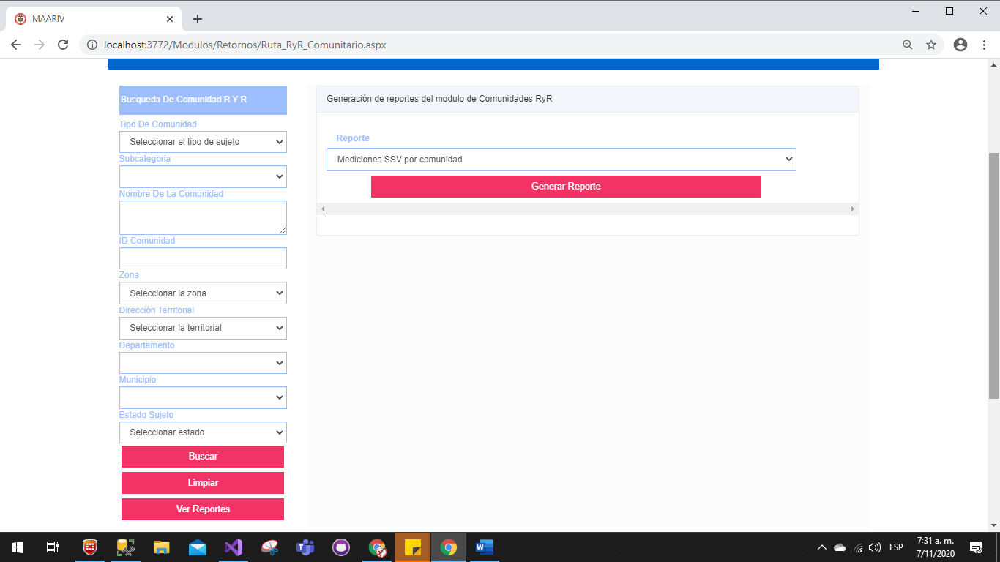 MAARIV
localhost:3772/Modulos/Retornos/Ruta_RyR_Comunitario.aspx
Busqueda De Comunidad R Y R
Tipo De Comunidad
Seleccionar el tipo de sujeto
Subcategoría
Nombre De La Comunidad
ID Comunidad
Zona
Seleccionar la zona
Dirección Territorial
Seleccionar la territorial
Departamento
Municipio
Estado Sujeto
Seleccionar estado
Buscar
Limpiar
Ver Reportes
Generación de reportes del modulo de Comunidades RyR
Reporte
Mediciones SSV por comunidad
Generar Reporte
ESP
7:31 a. m.
7/11/2020